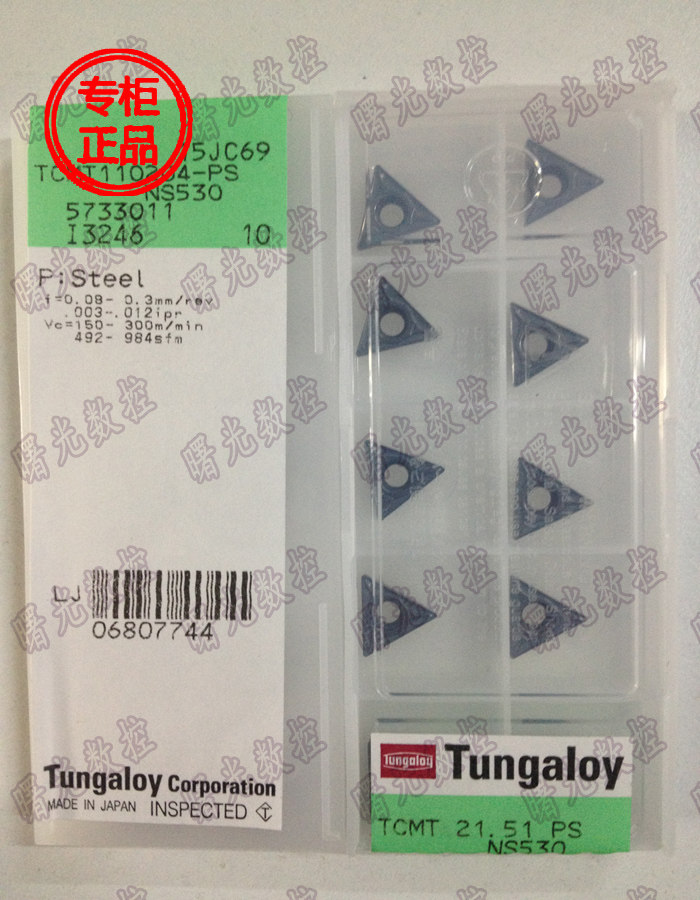 专柜
正品
5JC69
TCMT110204-PS
NS530
5733011
I3246 10
P:Steel
f=0.08- 0.3mm/rev
.003-.012ipr
Vc=150- 300m/min
492- 984sfm
LJ
06807744
Tungaloy Corporation
MADE IN JAPAN INSPECTED
Tungaloy
Tungaloy
TCMT 21.51 PS
NS530
曙光数控